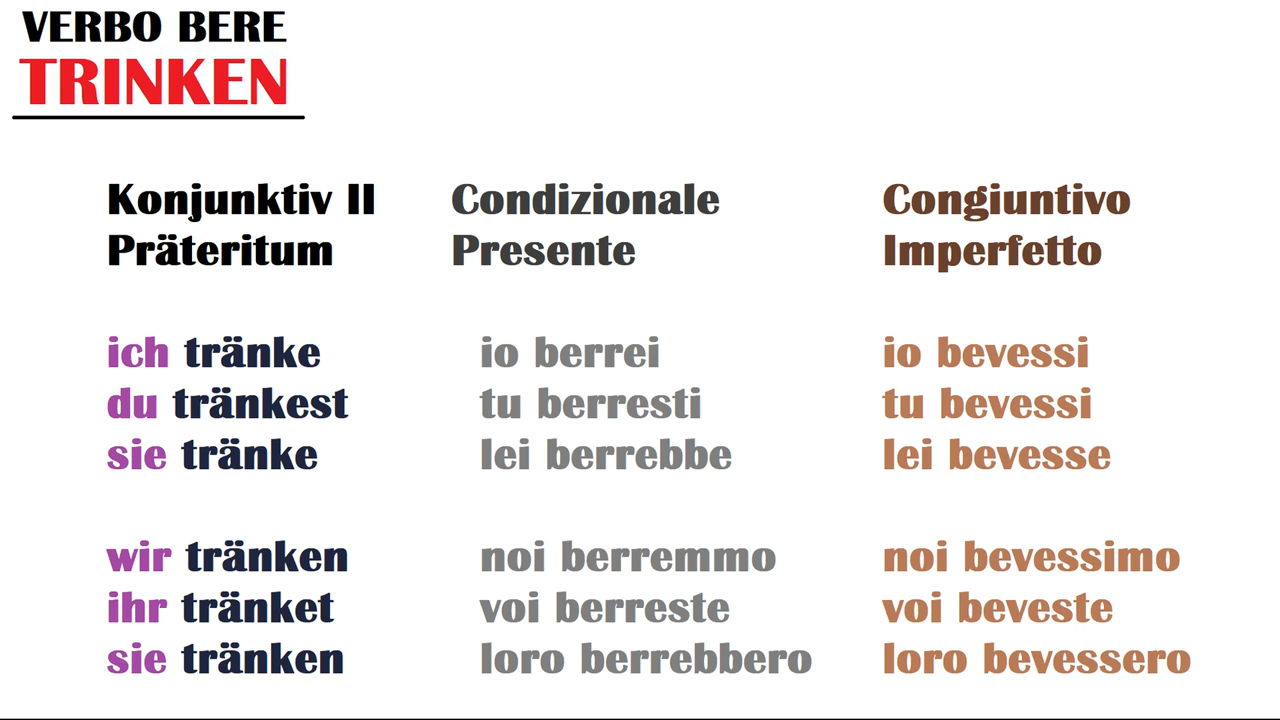 VERBO BERE
TRINKEN
Konjunktiv II Condizionale Congiuntivo
Präteritum Presente Imperfetto
ich tränke io berrei io bevessi
du tränkest tu berresti tu bevessi
sie tränke lei berrebbe lei bevesse
wir tränken noi berremmo noi bevessimo
ihr tränket voi berreste voi beveste
sie tränken loro berrebbero loro bevessero